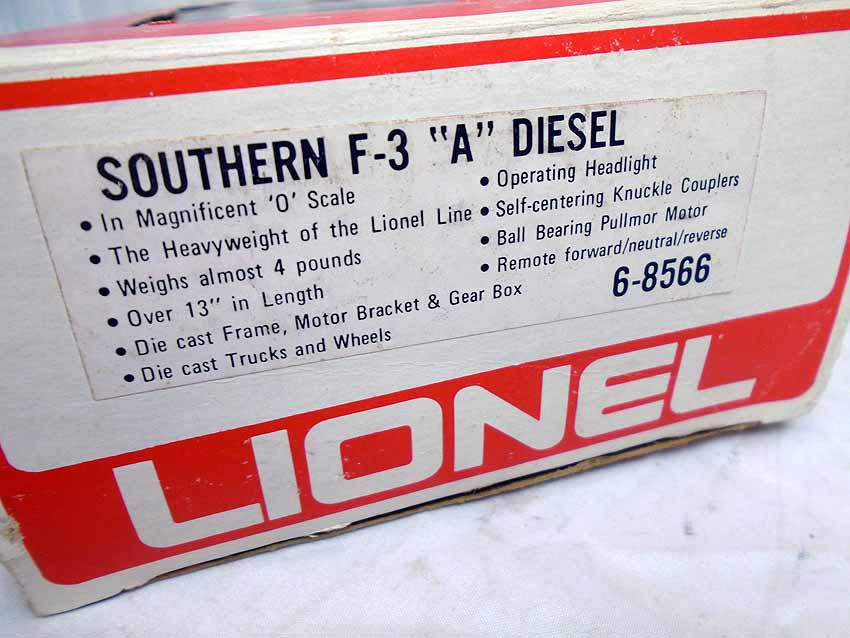 SOUTHERN F-3 "A" DIESEL
• In Magnificent 'O' Scale
• The Heavyweight of the Lionel Line
• Weighs almost 4 pounds
• Over 13" in Length
• Die cast Frame, Motor Bracket & Gear Box
• Die cast Trucks and Wheels
• Operating Headlight
• Self-centering Knuckle Couplers
• Ball Bearing Pullmor Motor
• Remote forward/neutral/reverse
6-8566
LIONEL